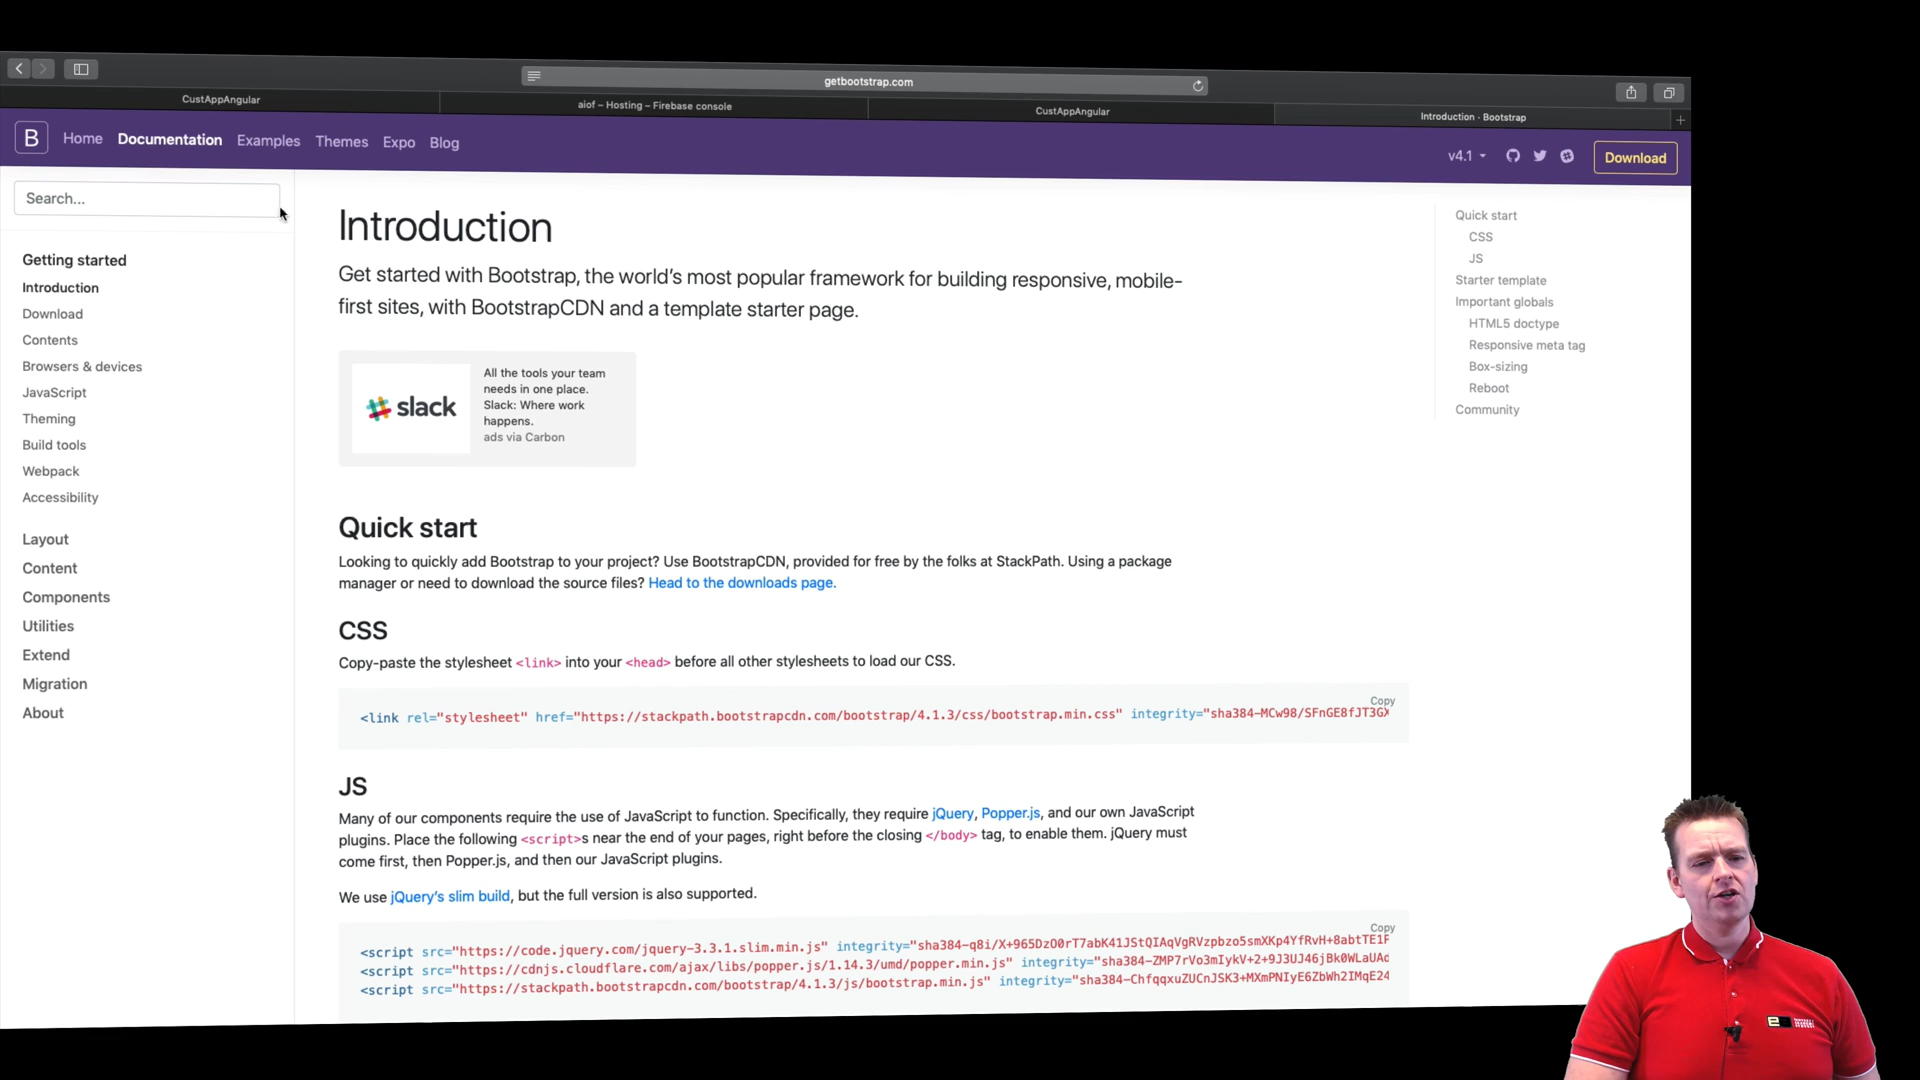 getbootstrap.com
CustAppAngular
aiof – Hosting – Firebase console
CustAppAngular
Introduction · Bootstrap
B Home Documentation Examples Themes Expo Blog v4.1 Download
Search...
Getting started
Introduction
Download
Contents
Browsers & devices
JavaScript
Theming
Build tools
Webpack
Accessibility
Layout
Content
Components
Utilities
Extend
Migration
About
Introduction
Get started with Bootstrap, the world's most popular framework for building responsive, mobile-
first sites, with BootstrapCDN and a template starter page.
slack
All the tools your team
needs in one place.
Slack: Where work
happens.
ads via Carbon
Quick start
Looking to quickly add Bootstrap to your project? Use BootstrapCDN, provided for free by the folks at StackPath. Using a package
manager or need to download the source files? Head to the downloads page.
CSS
Copy-paste the stylesheet <link> into your <head> before all other stylesheets to load our CSS.
Copy
<link rel="stylesheet" href="https://stackpath.bootstrapcdn.com/bootstrap/4.1.3/css/bootstrap.min.css" integrity="sha384-MCw98/SFnGE8fJT3GX
JS
Many of our components require the use of JavaScript to function. Specifically, they require jQuery, Popper.js, and our own JavaScript
plugins. Place the following <script>s near the end of your pages, right before the closing </body> tag, to enable them. jQuery must
come first, then Popper.js, and then our JavaScript plugins.
We use jQuery's slim build, but the full version is also supported.
Copy
<script src="https://code.jquery.com/jquery-3.3.1.slim.min.js" integrity="sha384-q8i/X+965DzO0rT7abK41JStQIAqVgRVzpbzo5smXKp4YfRvH+8abtTE1P
<script src="https://cdnjs.cloudflare.com/ajax/libs/popper.js/1.14.3/umd/popper.min.js" integrity="sha384-ZMP7rVo3mIykV+2+9J3UJ46jBk0WLaUAd
<script src="https://stackpath.bootstrapcdn.com/bootstrap/4.1.3/js/bootstrap.min.js" integrity="sha384-ChfqqxuZUCnJSK3+MXmPNIyE6ZbWh2IMqE24
Quick start
CSS
JS
Starter template
Important globals
HTML5 doctype
Responsive meta tag
Box-sizing
Reboot
Community